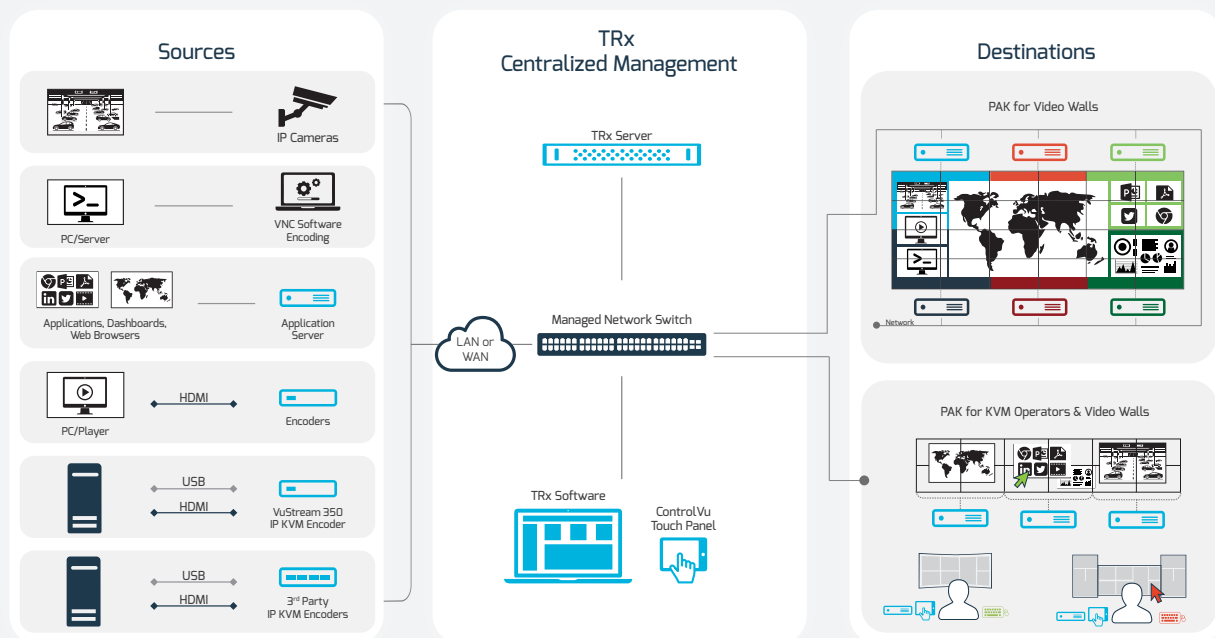 Sources
IP Cameras
PC/Server
VNC Software
Encoding
Applications, Dashboards,
Web Browsers
Application
Server
HDMI
PC/Player
Encoders
USB
HDMI
VuStream 350
IP KVM Encoder
USB
HDMI
3rd Party
IP KVM Encoders
TRx
Centralized Management
TRx Server
LAN or
WAN
Managed Network Switch
TRx Software
ControlVu
Touch Panel
Destinations
PAK for Video Walls
Network
PAK for KVM Operators & Video Walls